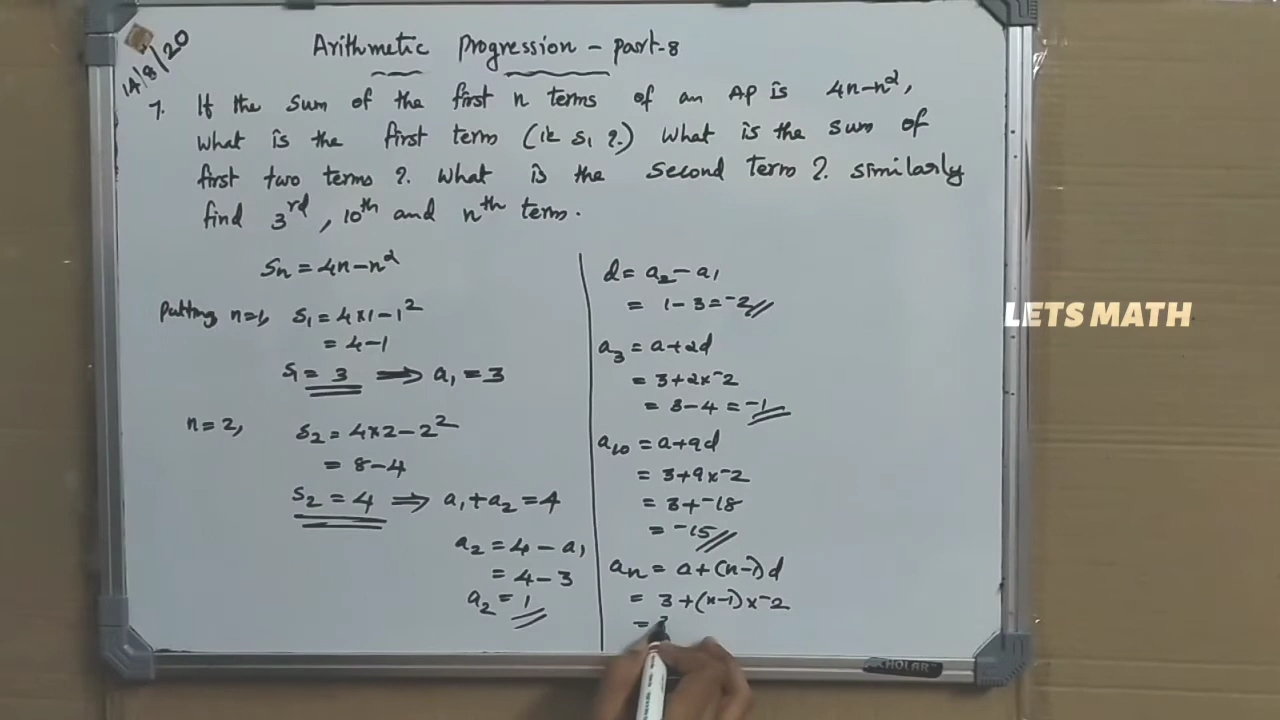 14/8/20
Arithmetic Progression - part-8
7. If the sum of the first n terms of an AP is 4n-n²,
what is the first term (ie S₁ ?.) What is the sum of
first two terms ?. What is the second term ?. similarly
find 3rd, 10th and nth term.
Sn = 4n-n²
Putting n=1, S₁ = 4×1-1²
= 4-1
S₁ = 3 ⟹ a₁ = 3
n=2, S₂ = 4×2-2²
= 8-4
S₂ = 4 ⟹ a₁+a₂ = 4
a₂ = 4-a₁
= 4-3
a₂ = 1
d = a₂-a₁
= 1-3 = -2
a₃ = a+2d
= 3+2×-2
= 3-4 = -1
a₁₀ = a+9d
= 3+9×-2
= 3+-18
= -15
an = a+(n-1)d
= 3+(n-1)×-2
=
LETS MATH
SCHOLAR